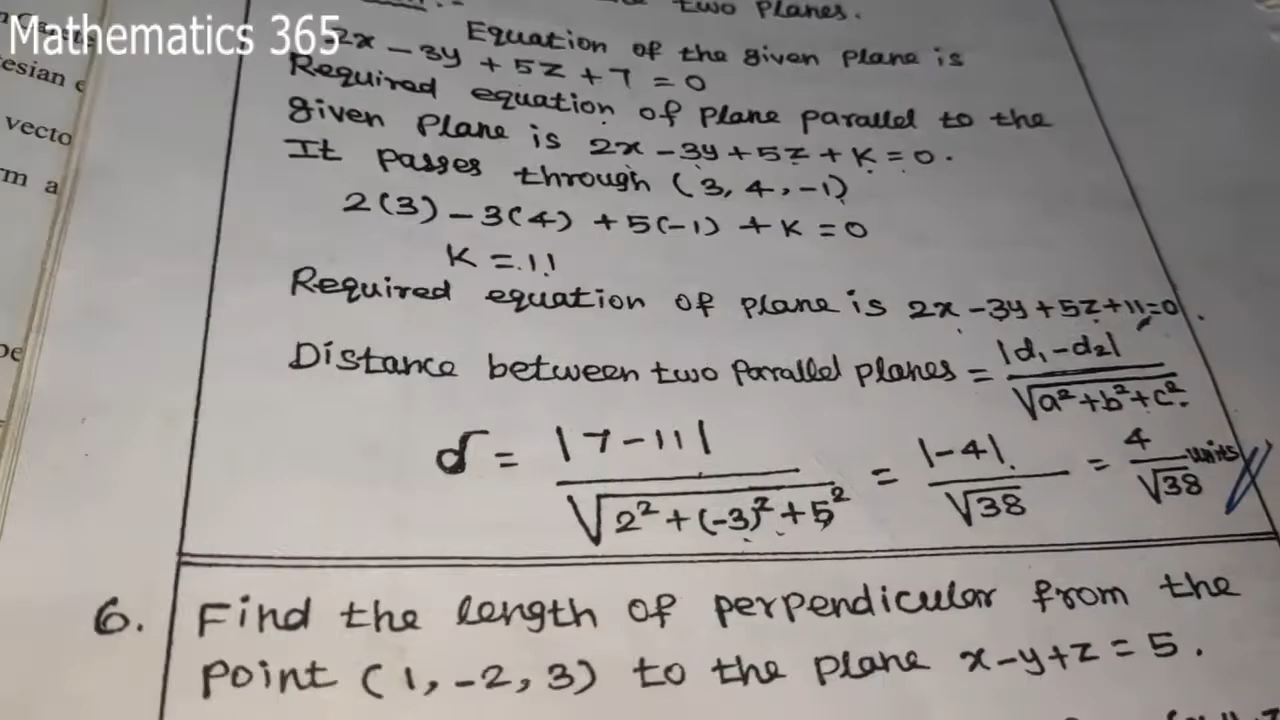 two Planes.
Mathematics 365
Equation of the given Plane is
2x - 3y + 5z + 7 = 0
Required equation of Plane parallel to the
given Plane is 2x - 3y + 5z + K = 0.
It passes through (3, 4, -1)
2(3) - 3(4) + 5(-1) + K = 0
K = 11
Required equation of plane is 2x - 3y + 5z + 11 = 0.
Distance between two parallel planes = |d₁ - d₂| / √a² + b² + c²
d = |7 - 11| / √2² + (-3)² + 5² = |-4| / √38 = 4 / √38 units
6. Find the length of perpendicular from the
point (1, -2, 3) to the plane x - y + z = 5.
esian
vecto
m a